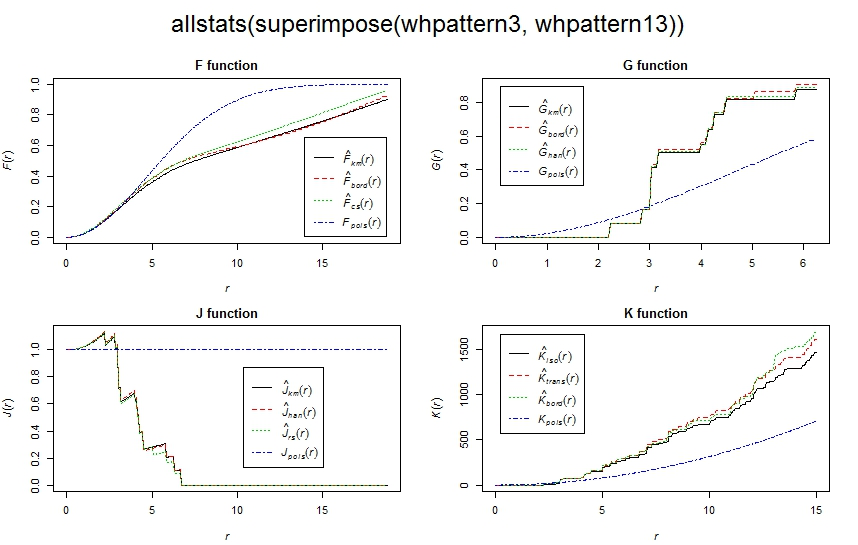 allstats(superimpose(whpattern3, whpattern13))
F function
F(r)
0.0 0.2 0.4 0.6 0.8 1.0
F̂km(r)
F̂bord(r)
F̂cs(r)
Fpois(r)
0 5 10 15
r
G function
G(r)
0.0 0.2 0.4 0.6 0.8
Ĝkm(r)
Ĝbord(r)
Ĝhan(r)
Gpois(r)
0 1 2 3 4 5 6
r
J function
J(r)
0.0 0.2 0.4 0.6 0.8 1.0
Ĵkm(r)
Ĵhan(r)
Ĵrs(r)
Jpois(r)
0 5 10 15
r
K function
K(r)
0 500 1500
K̂iso(r)
K̂trans(r)
K̂bord(r)
Kpois(r)
0 5 10 15
r